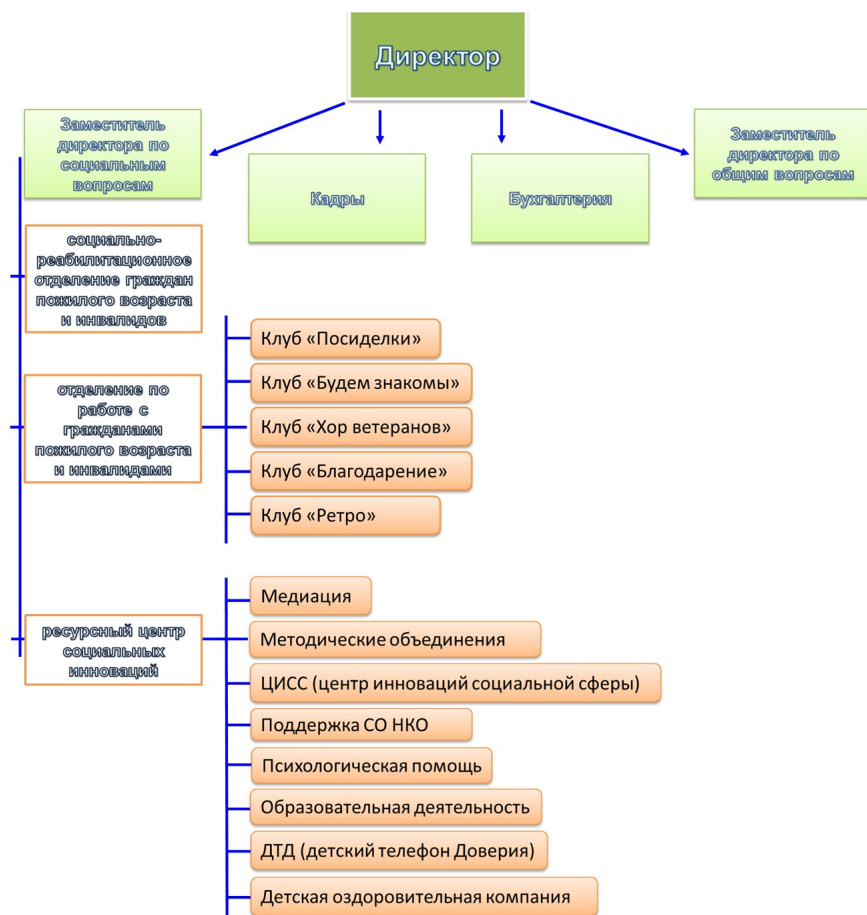 Директор
Заместитель
директора по
социальным
вопросам
Кадры
Бухгалтерия
Заместитель
директора по
общим вопросам
социально-
реабилитационное
отделение граждан
пожилого возраста
и инвалидов
отделение по
работе с
гражданами
пожилого возраста
и инвалидами
Клуб «Посиделки»
Клуб «Будем знакомы»
Клуб «Хор ветеранов»
Клуб «Благодарение»
Клуб «Ретро»
ресурсный центр
социальных
инноваций
Медиация
Методические объединения
ЦИСС (центр инноваций социальной сферы)
Поддержка СО НКО
Психологическая помощь
Образовательная деятельность
ДТД (детский телефон Доверия)
Детская оздоровительная компания